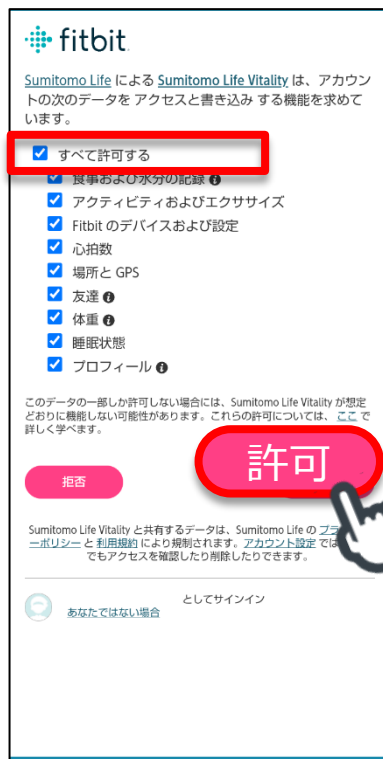 fitbit
Sumitomo Life による Sumitomo Life Vitality は、アカウン
トの次のデータを アクセスと書き込み する機能を求めて
います。
すべて許可する
食事および水分の記録
アクティビティおよびエクササイズ
Fitbit のデバイスおよび設定
心拍数
場所と GPS
友達
体重
睡眠状態
プロフィール
このデータの一部しか許可しない場合には、Sumitomo Life Vitality が想定
どおりに機能しない可能性があります。これらの許可については、 ここ で
詳しく学べます。
拒否
許可
Sumitomo Life Vitality と共有するデータは、Sumitomo Life の プラ
ーポリシー と 利用規約 により規制されます。アカウント設定 では
でもアクセスを確認したり削除したりできます。
としてサインイン
あなたではない場合